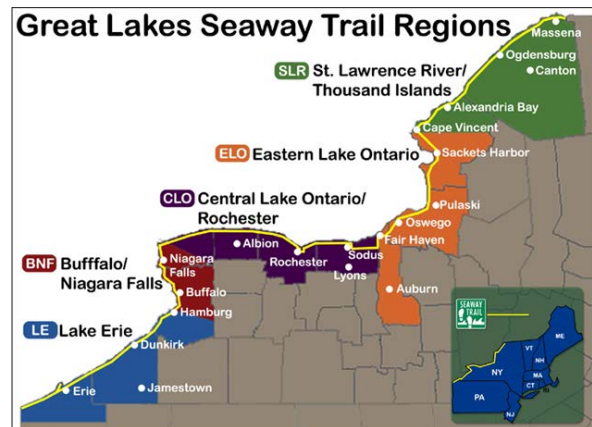 Great Lakes Seaway Trail Regions
Massena
Ogdensburg
SLR St. Lawrence River/
Thousand Islands
Canton
Alexandria Bay
Cape Vincent
ELO Eastern Lake Ontario
Sackets Harbor
CLO Central Lake Ontario/
Rochester
Pulaski
Oswego
Fair Haven
Albion
Rochester
Sodus
Lyons
BNF Bufffalo/
Niagara Falls
Niagara
Falls
Buffalo
Auburn
Hamburg
LE Lake Erie
Dunkirk
Erie
Jamestown
SEAWAY
TRAIL
ME
VT
NH
NY
MA
CT
RI
PA
NJ